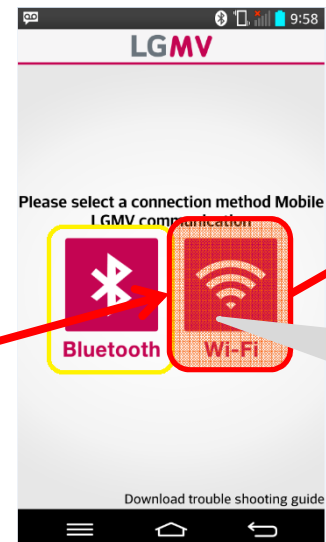 9:58
LGMV
Please select a connection method Mobile
LGMV communication
Bluetooth
Wi-Fi
Download trouble shooting guide